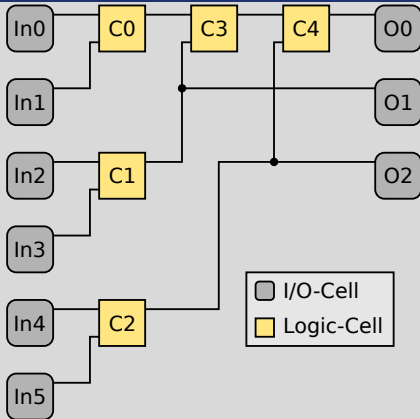 In0 C0 C3 C4 O0
In1 O1
In2 C1 O2
In3
I/O-Cell
In4 C2 Logic-Cell
In5